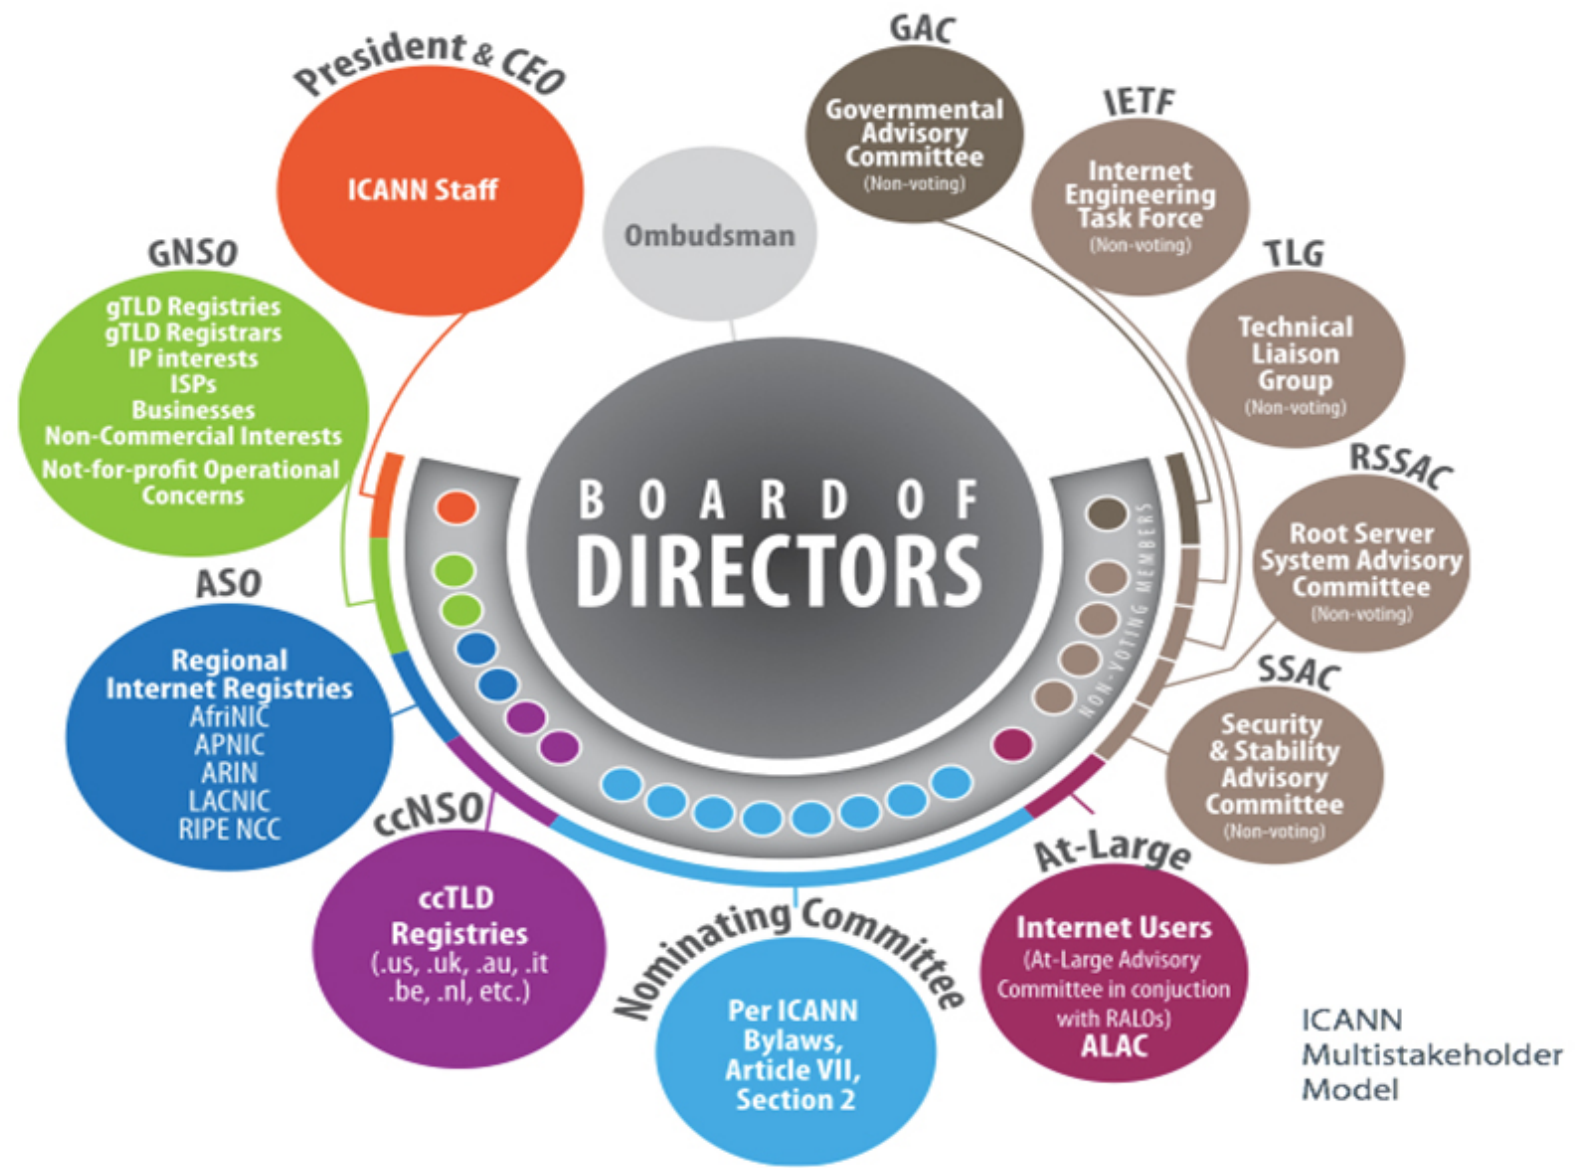 President & CEO
ICANN Staff
GNSO
gTLD Registries
gTLD Registrars
IP interests
ISPs
Businesses
Non-Commercial Interests
Not-for-profit Operational
Concerns
ASO
Regional
Internet Registries
AfriNIC
APNIC
ARIN
LACNIC
RIPE NCC
ccNSO
ccTLD
Registries
(.us, .uk, .au, .it
.be, .nl, etc.)
Ombudsman
BOARD OF
DIRECTORS
NON-VOTING MEMBERS
Nominating Committee
Per ICANN
Bylaws,
Article VII,
Section 2
GAC
Governmental
Advisory
Committee
(Non-voting)
IETF
Internet
Engineering
Task Force
(Non-voting)
TLG
Technical
Liaison
Group
(Non-voting)
RSSAC
Root Server
System Advisory
Committee
(Non-voting)
SSAC
Security
& Stability
Advisory
Committee
(Non-voting)
At-Large
Internet Users
(At-Large Advisory
Committee in conjuction
with RALOs)
ALAC
ICANN
Multistakeholder
Model